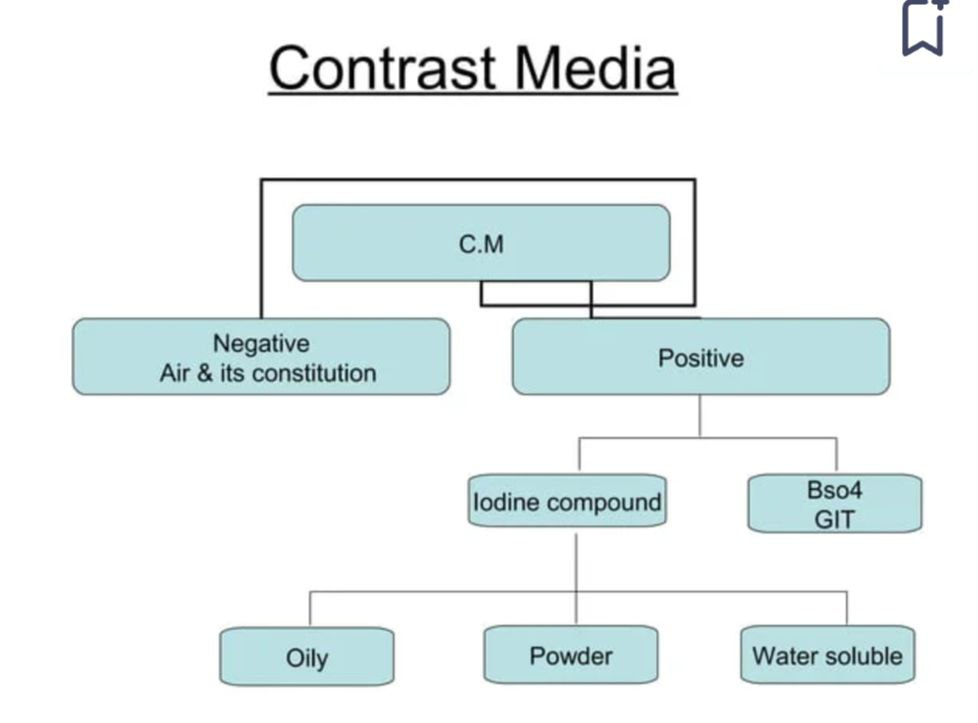 Contrast Media
C.M
Negative
Air & its constitution
Positive
Iodine compound
Bso4
GIT
Oily
Powder
Water soluble